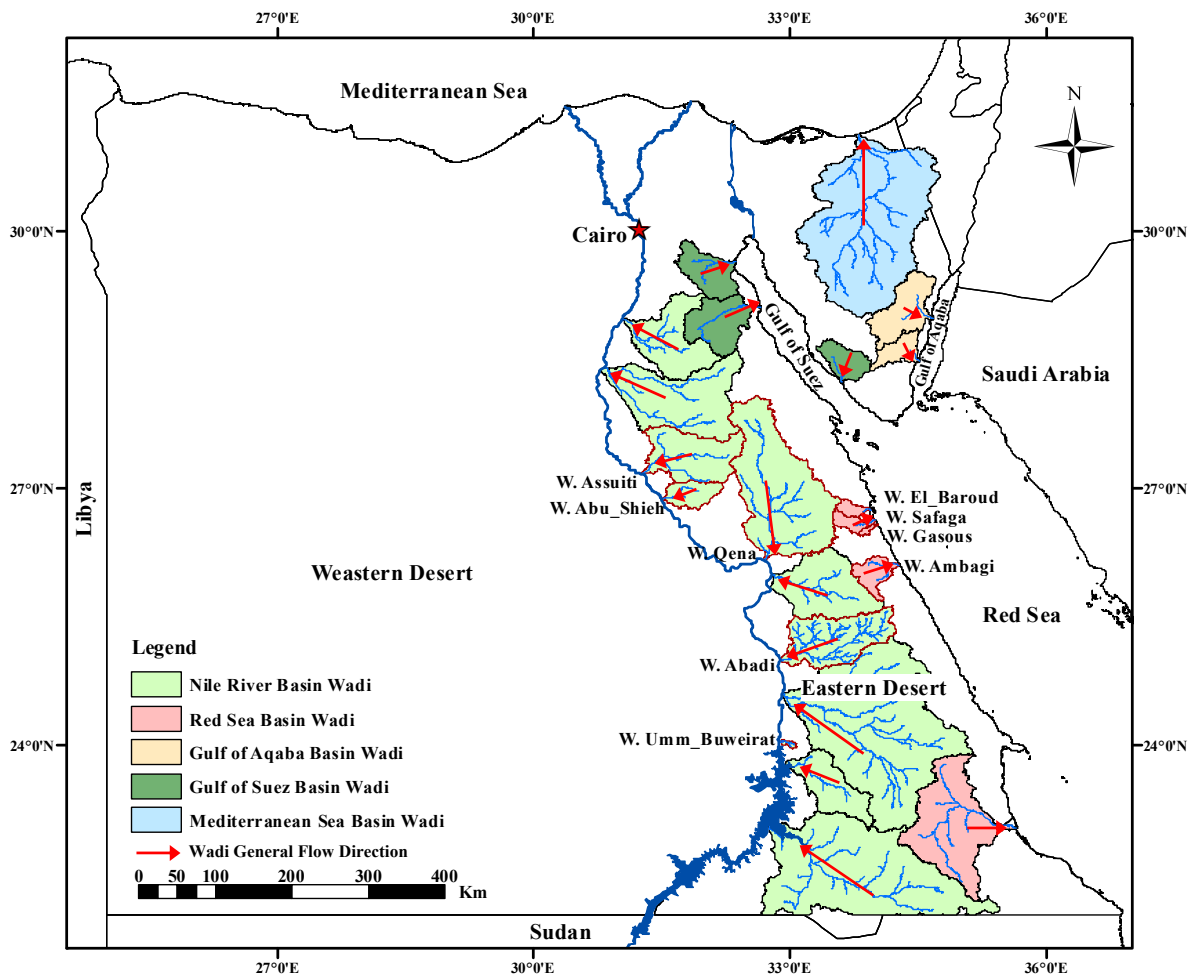 27°0'E
30°0'E
33°0'E
36°0'E
Mediterranean Sea
N
30°0'N
30°0'N
Cairo
Gulf of Suez
Gulf of Aqaba
Saudi Arabia
27°0'N
27°0'N
Libya
W. Assuiti
W. Abu_Shieh
W. El_Baroud
W. Safaga
W. Gasous
W. Qena
W. Ambagi
Weastern Desert
Red Sea
W. Abadi
Eastern Desert
W. Umm_Buweirat
24°0'N
24°0'N
Legend
Nile River Basin Wadi
Red Sea Basin Wadi
Gulf of Aqaba Basin Wadi
Gulf of Suez Basin Wadi
Mediterranean Sea Basin Wadi
Wadi General Flow Direction
0 50 100 200 300 400
Km
Sudan
27°0'E
30°0'E
33°0'E
36°0'E